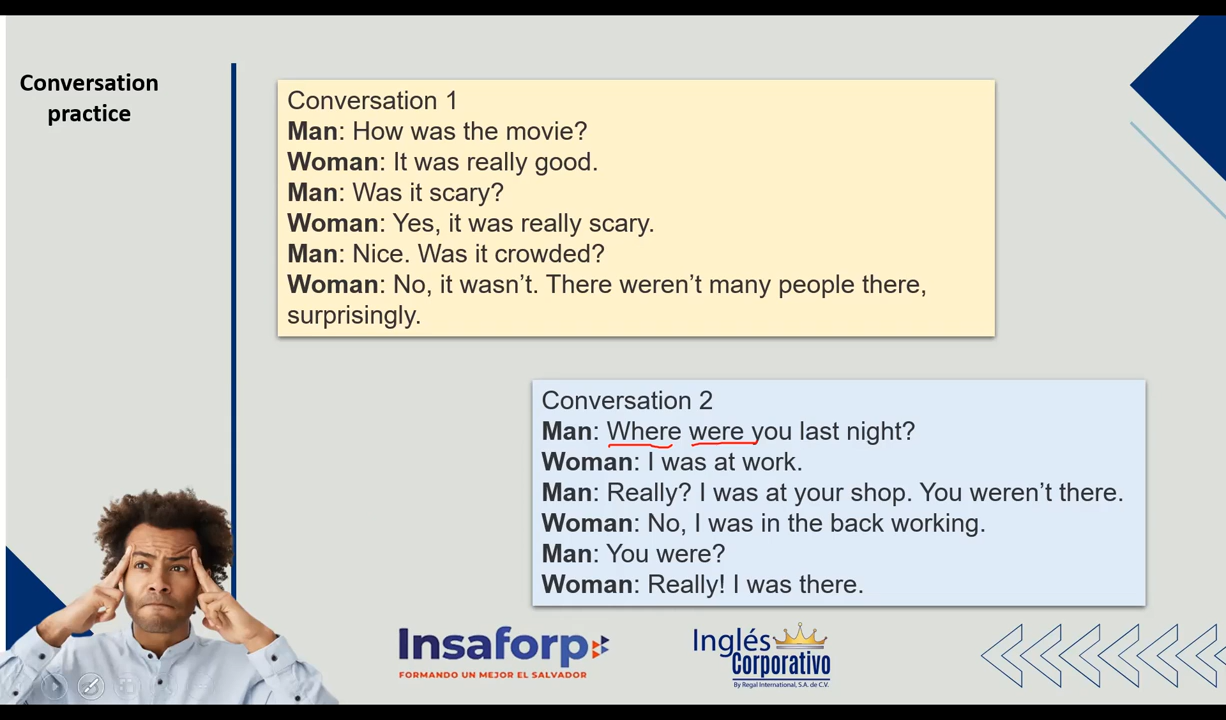 Conversation
practice
Conversation 1
Man: How was the movie?
Woman: It was really good.
Man: Was it scary?
Woman: Yes, it was really scary.
Man: Nice. Was it crowded?
Woman: No, it wasn’t. There weren’t many people there,
surprisingly.
Conversation 2
Man: Where were you last night?
Woman: I was at work.
Man: Really? I was at your shop. You weren’t there.
Woman: No, I was in the back working.
Man: You were?
Woman: Really! I was there.
Insaforp
FORMANDO UN MEJOR EL SALVADOR
Inglés
Corporativo
By Regal International, S.A. de C.V.